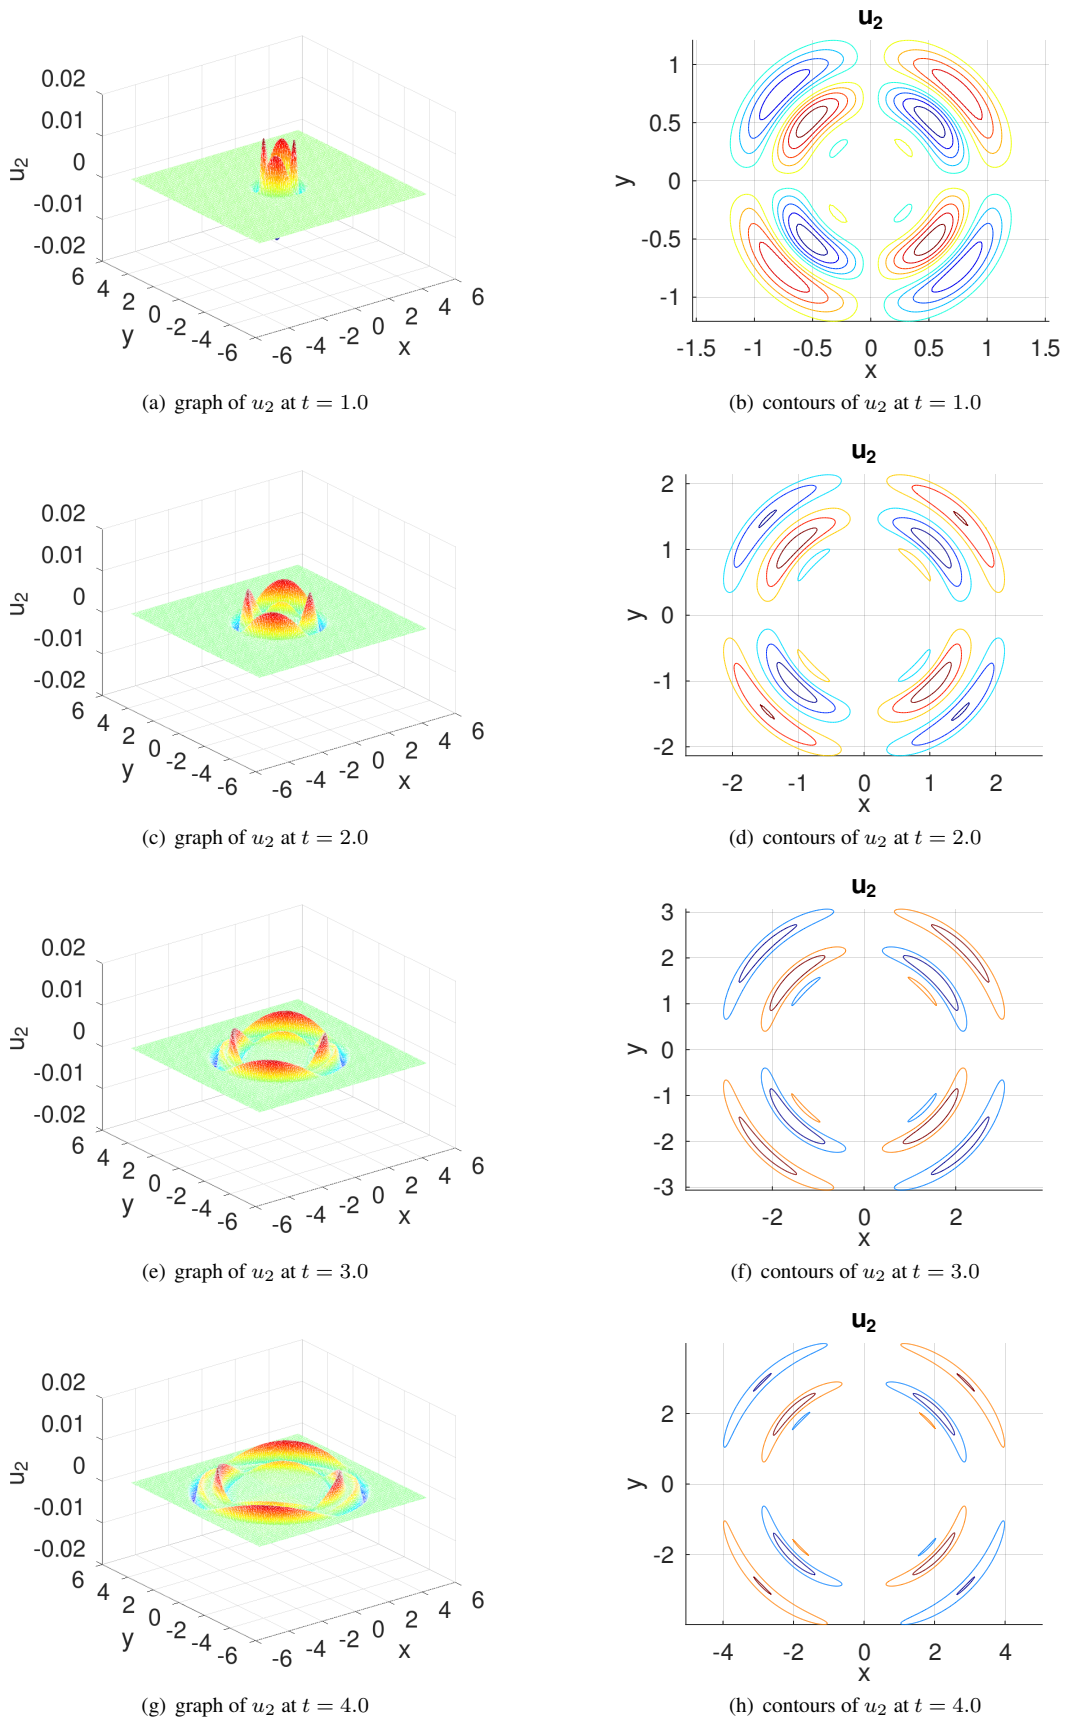 u2
0.02
0.01
0
-0.01
-0.02
6
4
2
0
-2
-4
-6
y
-6
-4
-2
0
2
4
6
x
(a) graph of u2 at t = 1.0
u2
1
0.5
0
-0.5
-1
y
-1.5 -1 -0.5 0 0.5 1 1.5
x
(b) contours of u2 at t = 1.0
u2
0.02
0.01
0
-0.01
-0.02
6
4
2
0
-2
-4
-6
y
-6
-4
-2
0
2
4
6
x
(c) graph of u2 at t = 2.0
u2
2
1
0
-1
-2
y
-2 -1 0 1 2
x
(d) contours of u2 at t = 2.0
u2
0.02
0.01
0
-0.01
-0.02
6
4
2
0
-2
-4
-6
y
-6
-4
-2
0
2
4
6
x
(e) graph of u2 at t = 3.0
u2
3
2
1
0
-1
-2
-3
y
-2 0 2
x
(f) contours of u2 at t = 3.0
u2
0.02
0.01
0
-0.01
-0.02
6
4
2
0
-2
-4
-6
y
-6
-4
-2
0
2
4
6
x
(g) graph of u2 at t = 4.0
u2
2
0
-2
y
-4 -2 0 2 4
x
(h) contours of u2 at t = 4.0